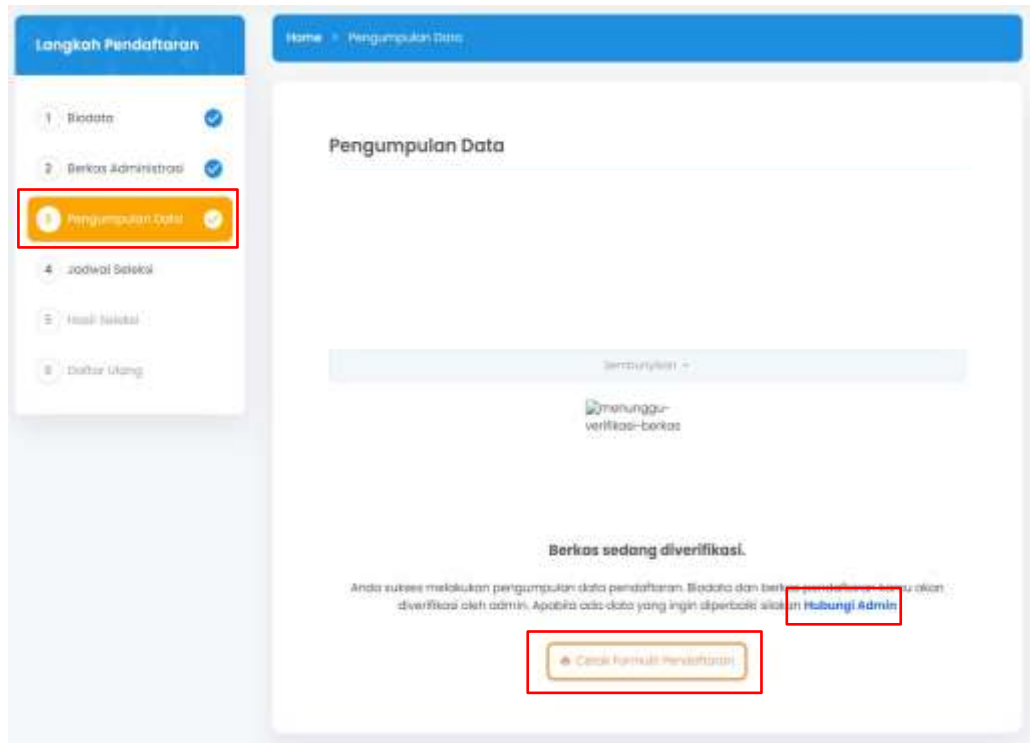 Langkah Pendaftaran
Home > Pengumpulan Data
1 Biodata
2 Berkas Administrasi
3 Pengumpulan Data
4 Jadwal Seleksi
5 Hasil Seleksi
6 Daftar Ulang
Pengumpulan Data
Sembunyikan
menunggu-
verifikasi-berkas
Berkas sedang diverifikasi.
Anda sukses melakukan pengumpulan data pendaftaran. Biodata dan berkas pendaftaran kamu akan
diverifikasi oleh admin. Apabila ada data yang ingin diperbaiki silakan Hubungi Admin
Cetak Formulir Pendaftaran